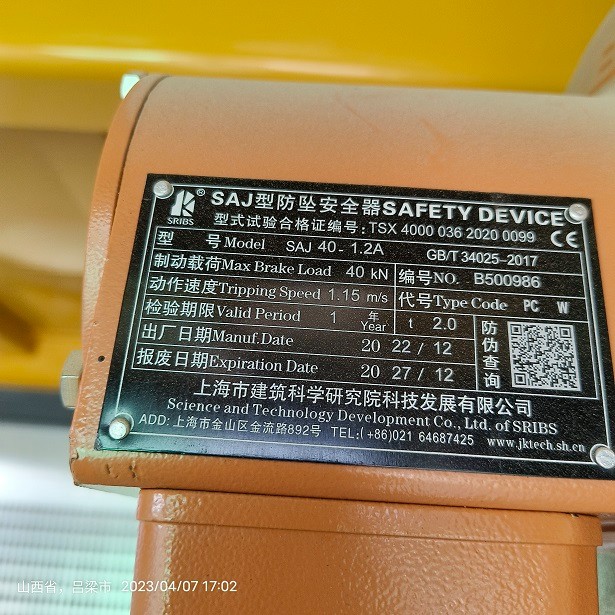 SRIBS ® SAJ型防坠安全器SAFETY DEVICE
型式试验合格证编号:TSX 4000 036 2020 0099 CE
型 号Model SAJ 40-1.2A GB/T 34025-2017
制动载荷Max Brake Load 40 kN 编号NO. B500986
动作速度Tripping Speed 1.15 m/s 代号Type Code PC W
检验期限Valid Period 1 年 Year t 2.0 防伪查询
出厂日期Manuf.Date 20 22 / 12
报废日期Expiration Date 20 27 / 12
上海市建筑科学研究院科技发展有限公司
Science and Technology Development Co., Ltd. of SRIBS
ADD: 上海市金山区金流路892号 TEL:(+86)021 64687425 www.jktech.sh.cn
山西省，吕梁市 2023/04/07 17:02